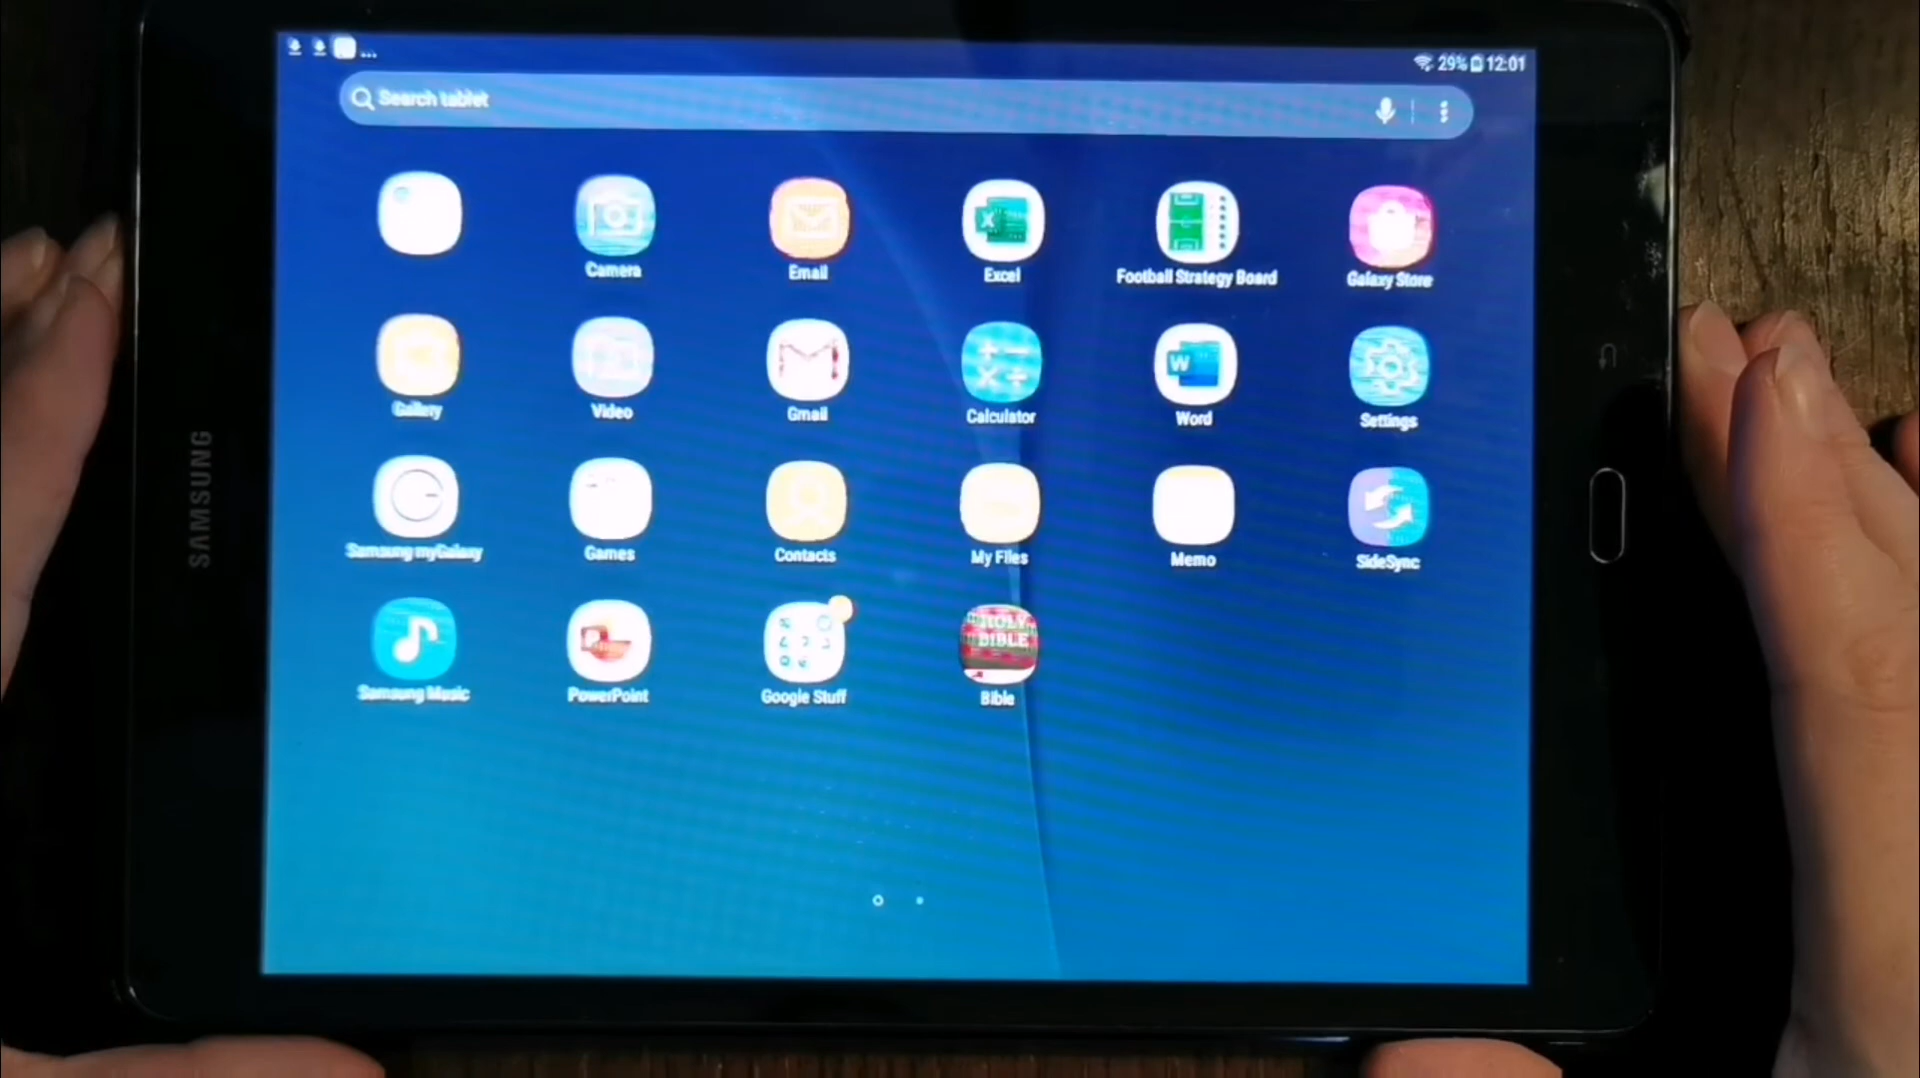 29% 12:01
Search tablet
Camera
Email
Excel
Football Strategy Board
Galaxy Store
Gallery
Video
Gmail
Calculator
Word
Settings
Samsung myGalaxy
Games
Contacts
My Files
Memo
SideSync
Samsung Music
PowerPoint
Google Stuff
HOLY
BIBLE
Bible
SAMSUNG